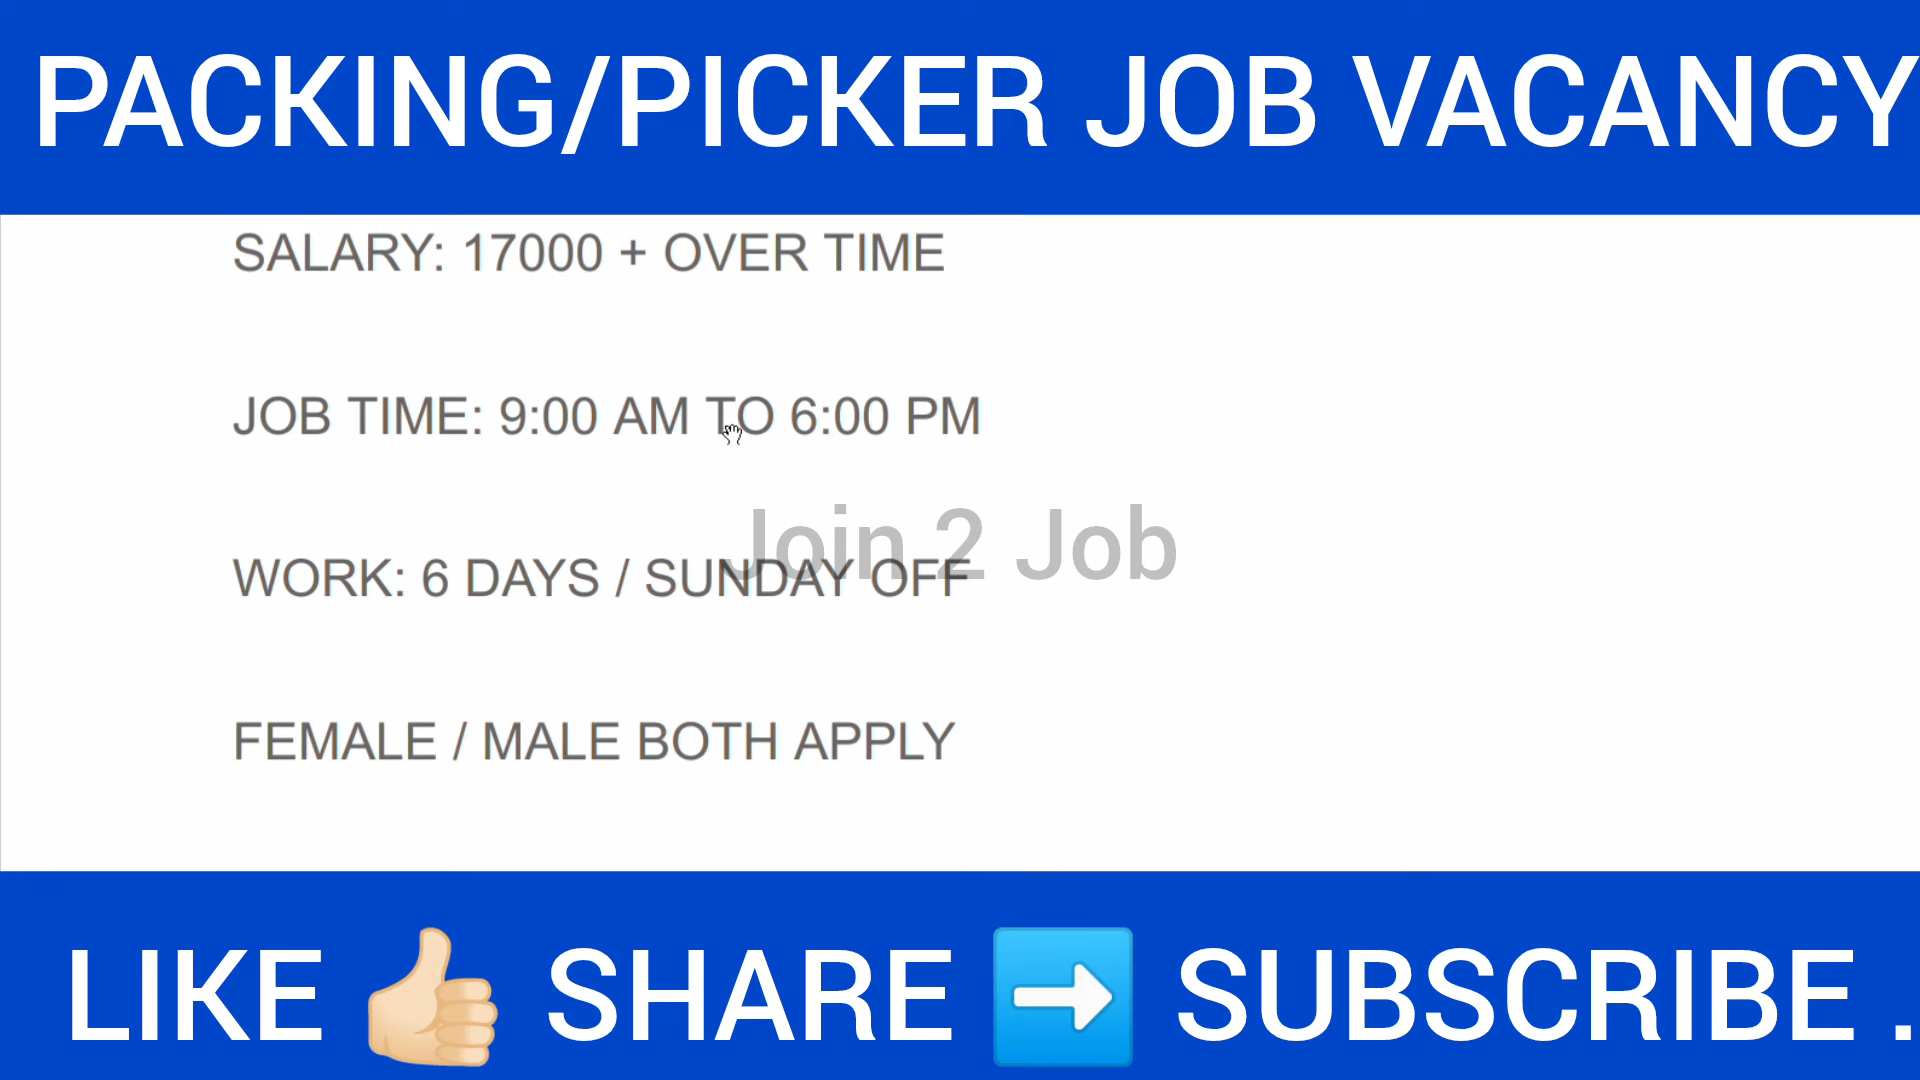 PACKING/PICKER JOB VACANCY
SALARY: 17000 + OVER TIME
JOB TIME: 9:00 AM TO 6:00 PM
Join 2 Job
WORK: 6 DAYS / SUNDAY OFF
FEMALE / MALE BOTH APPLY
LIKE 👍🏻 SHARE ➡️ SUBSCRIBE .